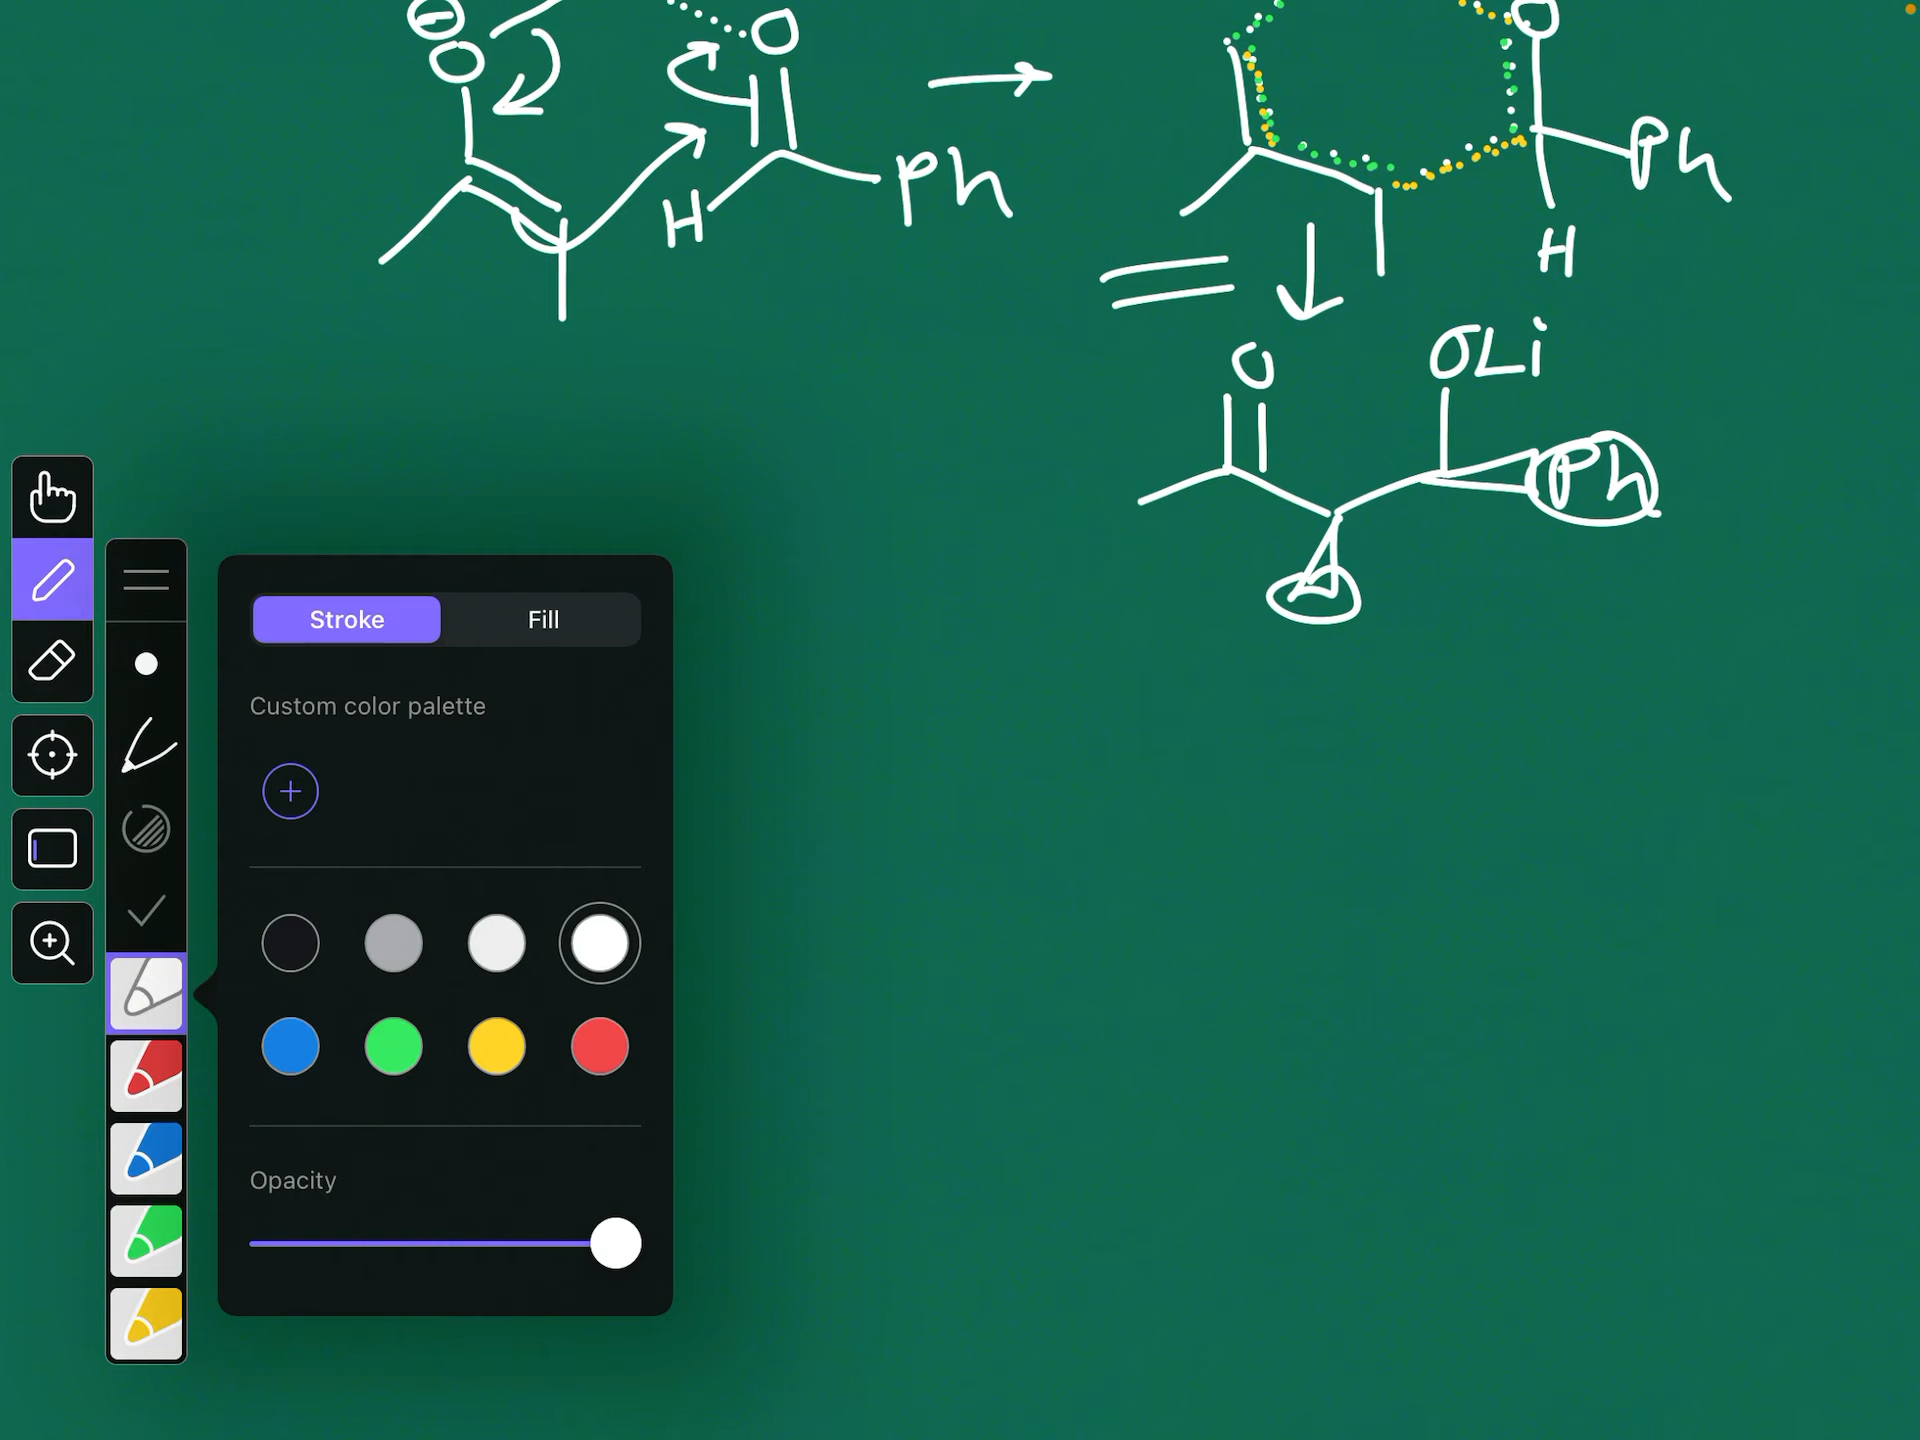 ⊖
O
O
O
Ph
H
Ph
H
O
OLi
Ph
Stroke
Fill
Custom color palette
Opacity